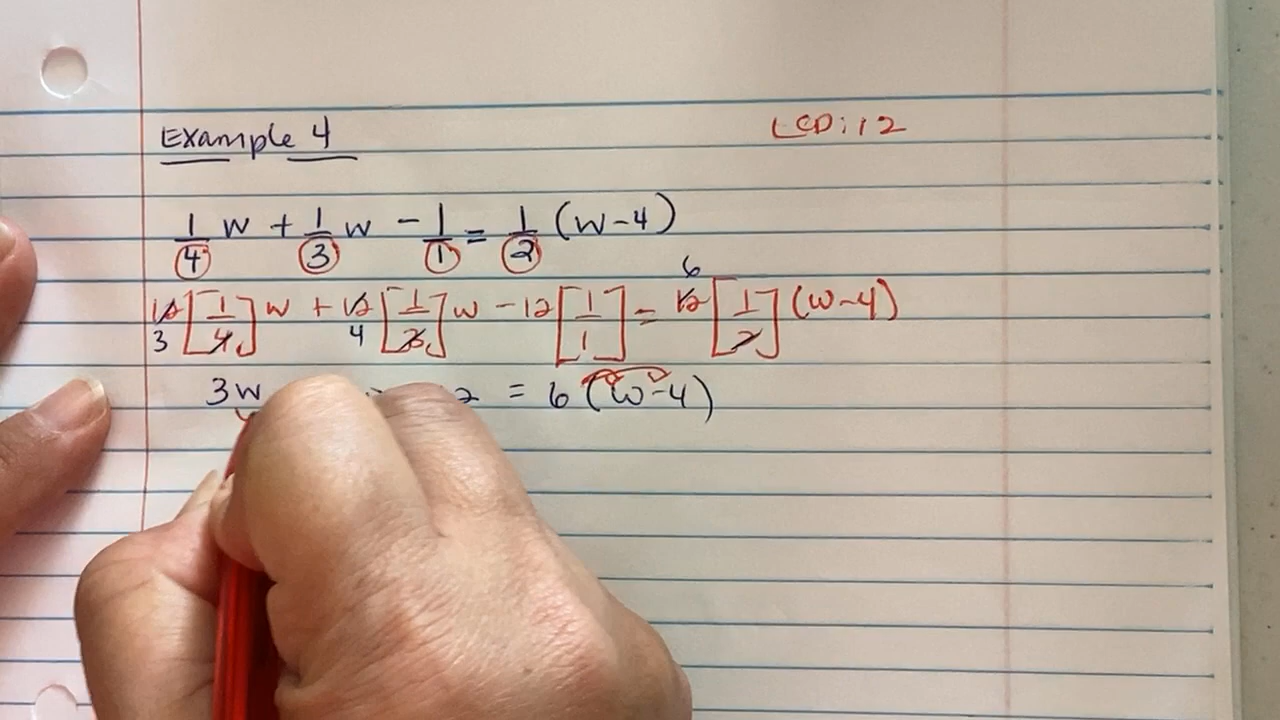 Example 4
LCD: 12
1/4 w + 1/3 w - 1/1 = 1/2 (w-4)
6
12 [1/4] w + 12 [1/3] w - 12 [1/1] = 12 [1/2] (w-4)
3 4
3w 2 = 6 (w-4)